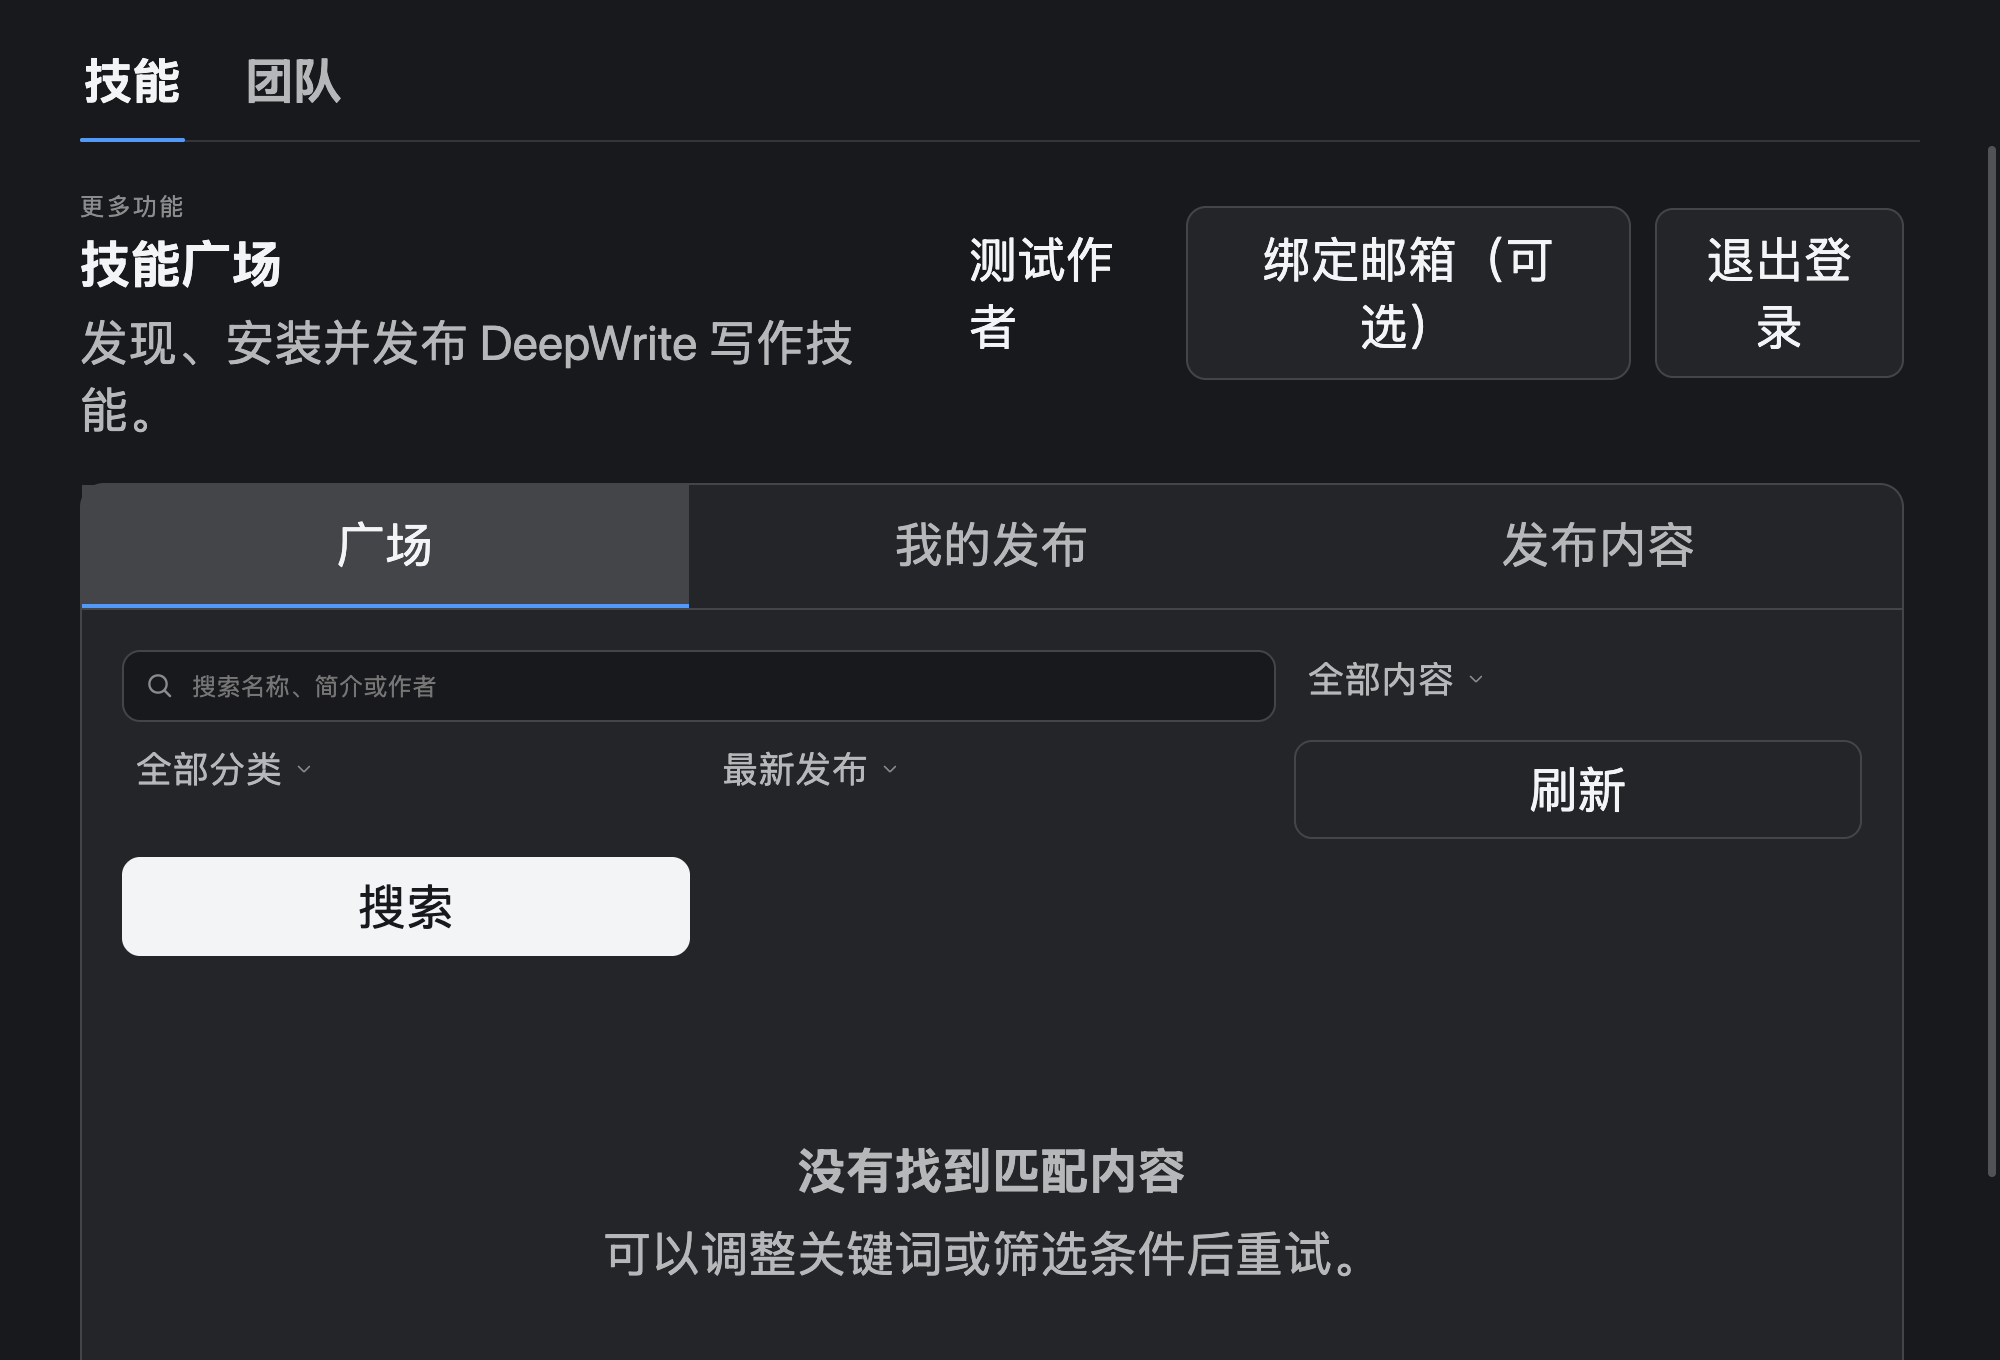 技能
团队
更多功能
技能广场
发现、安装并发布 DeepWrite 写作技
能。
测试作
者
绑定邮箱（可
选）
退出登
录
广场
我的发布
发布内容
搜索名称、简介或作者
全部内容
全部分类
最新发布
刷新
搜索
没有找到匹配内容
可以调整关键词或筛选条件后重试。